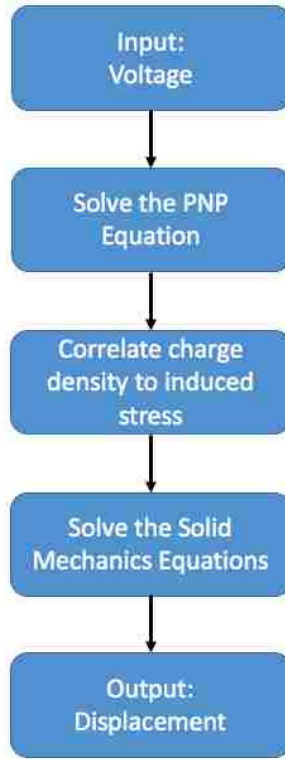 Input:
Voltage
Solve the PNP
Equation
Correlate charge
density to induced
stress
Solve the Solid
Mechanics Equations
Output:
Displacement